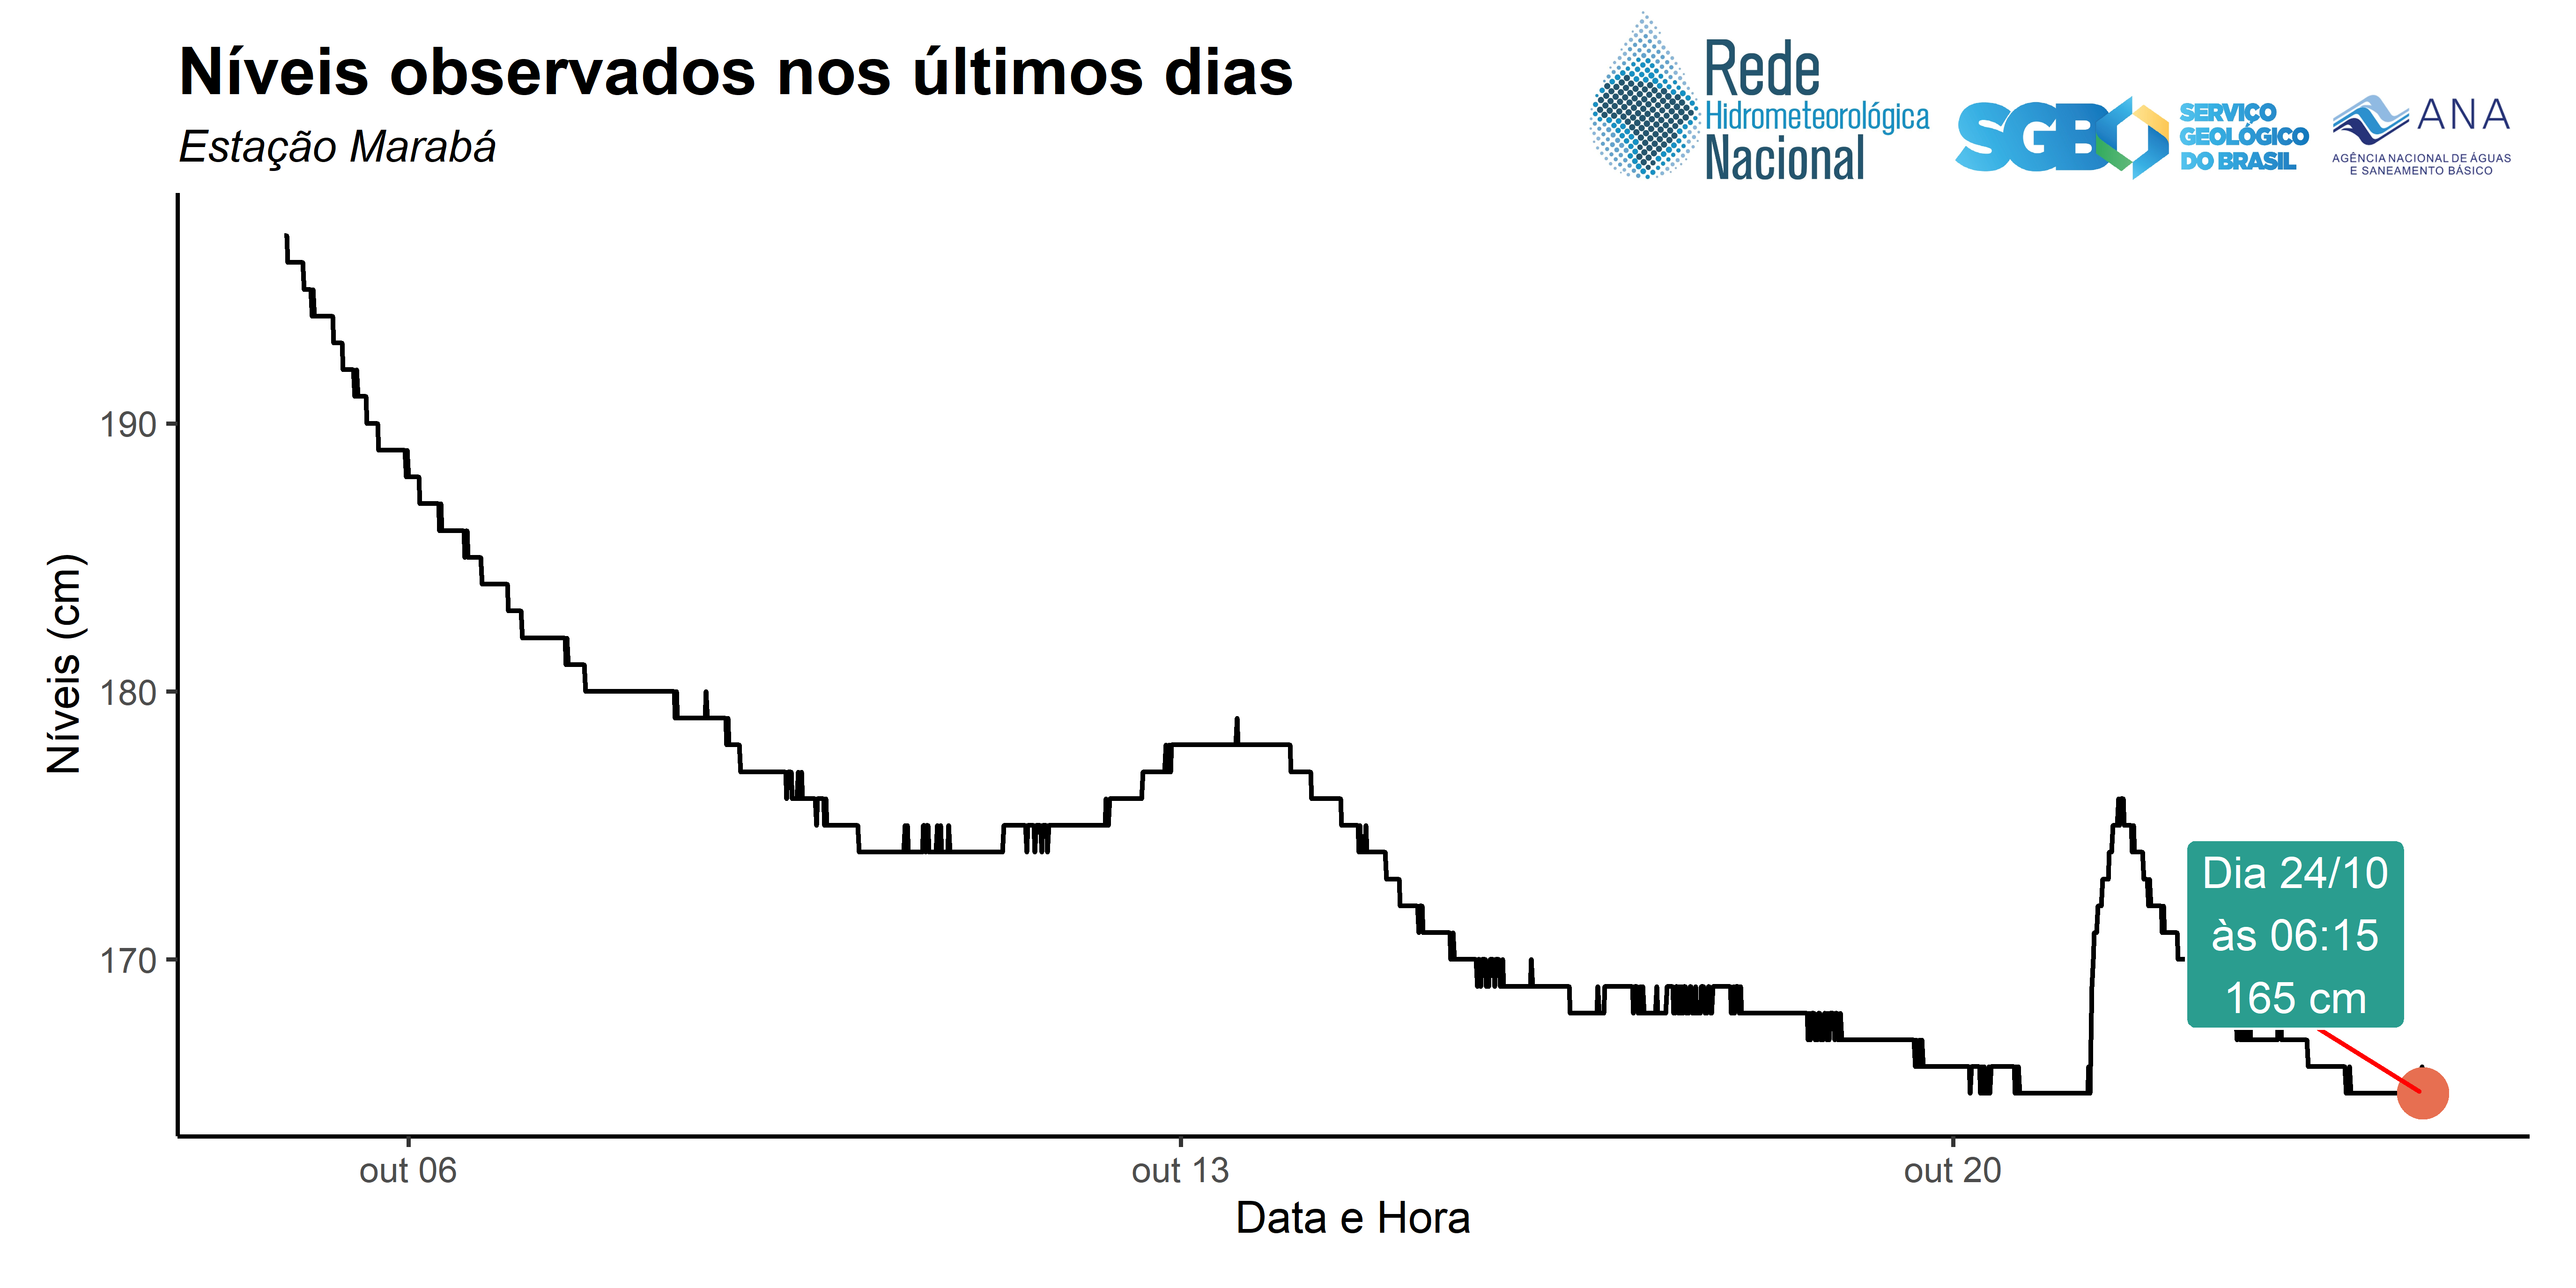 Níveis observados nos últimos dias
Estação Marabá
Rede
Hidrometeorológica
Nacional
SGB
SERVIÇO
GEOLÓGICO
DO BRASIL
ANA
AGÊNCIA NACIONAL DE ÁGUAS
E SANEAMENTO BÁSICO
Níveis (cm)
190
180
170
Dia 24/10
às 06:15
165 cm
out 06
out 13
out 20
Data e Hora